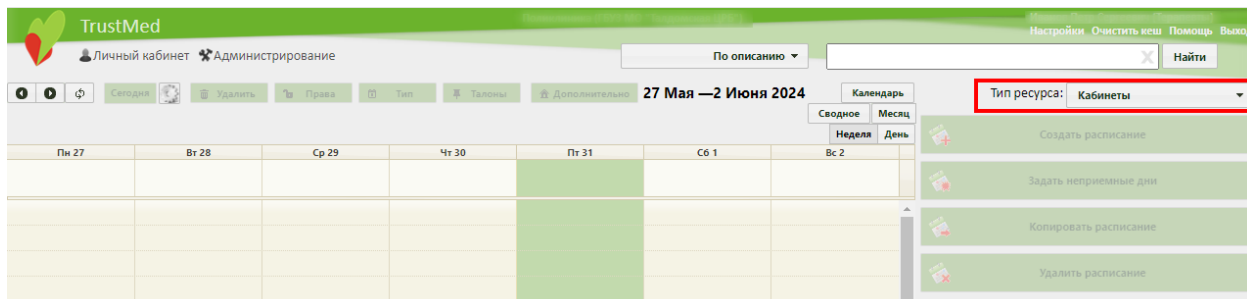 TrustMed
Настройки Очистить кеш Помощь Выход
Личный кабинет Администрирование
По описанию
Найти
Сегодня Удалить Права Тип Талоны Дополнительно 27 Мая —2 Июня 2024 Календарь
Тип ресурса: Кабинеты
Сводное Месяц
Неделя День
Пн 27 Вт 28 Ср 29 Чт 30 Пт 31 Сб 1 Вс 2
Создать расписание
Задать неприемные дни
Копировать расписание
Удалить расписание